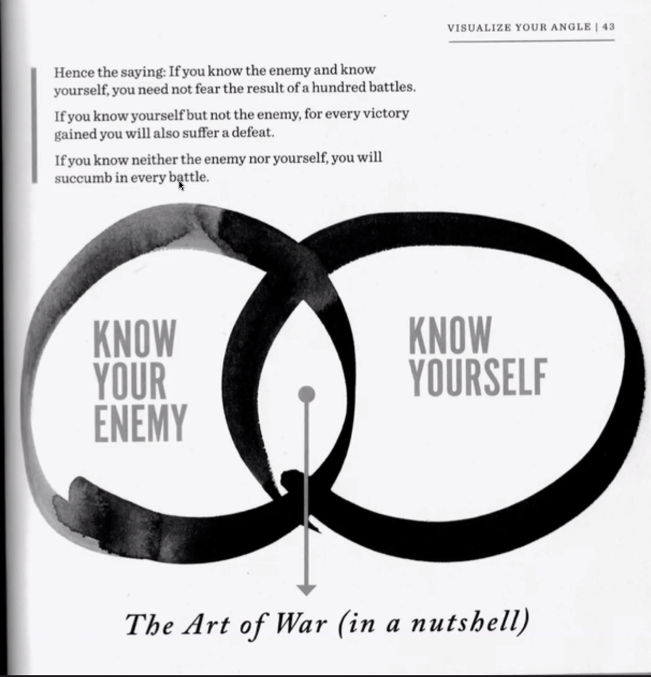 VISUALIZE YOUR ANGLE | 43
Hence the saying: If you know the enemy and know
yourself, you need not fear the result of a hundred battles.
If you know yourself but not the enemy, for every victory
gained you will also suffer a defeat.
If you know neither the enemy nor yourself, you will
succumb in every battle.
KNOW
YOUR
ENEMY
KNOW
YOURSELF
The Art of War (in a nutshell)